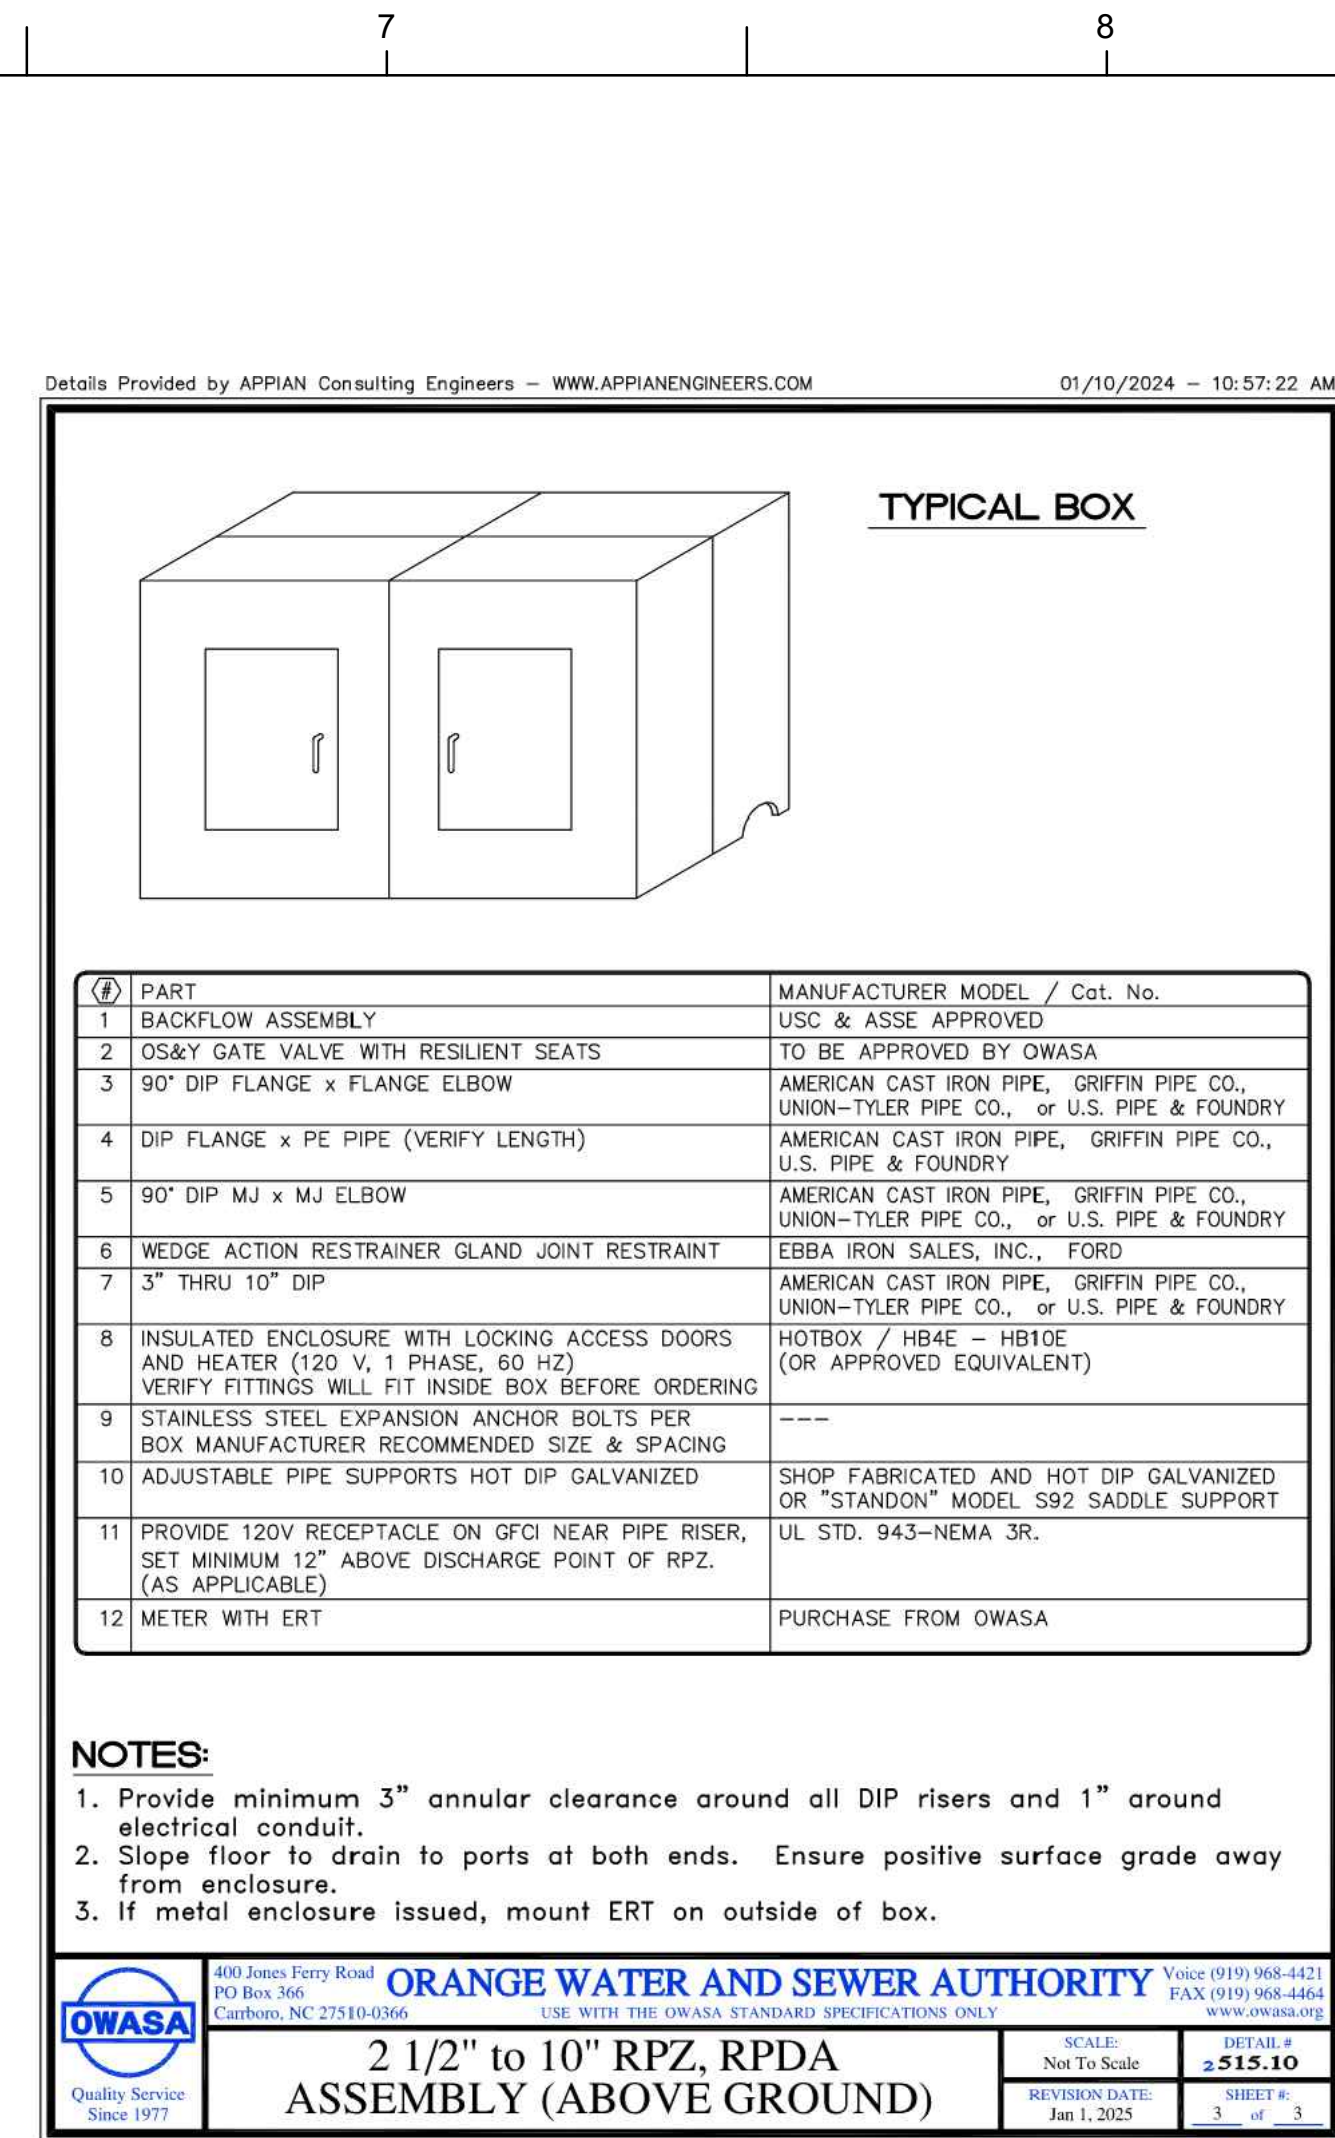 7 8
Details Provided by APPIAN Consulting Engineers – WWW.APPIANENGINEERS.COM 01/10/2024 – 10:57:22 AM
TYPICAL BOX
# PART MANUFACTURER MODEL / Cat. No.
1 BACKFLOW ASSEMBLY USC & ASSE APPROVED
2 OS&Y GATE VALVE WITH RESILIENT SEATS TO BE APPROVED BY OWASA
3 90° DIP FLANGE x FLANGE ELBOW AMERICAN CAST IRON PIPE, GRIFFIN PIPE CO.,
UNION–TYLER PIPE CO., or U.S. PIPE & FOUNDRY
4 DIP FLANGE x PE PIPE (VERIFY LENGTH) AMERICAN CAST IRON PIPE, GRIFFIN PIPE CO.,
U.S. PIPE & FOUNDRY
5 90° DIP MJ x MJ ELBOW AMERICAN CAST IRON PIPE, GRIFFIN PIPE CO.,
UNION–TYLER PIPE CO., or U.S. PIPE & FOUNDRY
6 WEDGE ACTION RESTRAINER GLAND JOINT RESTRAINT EBBA IRON SALES, INC., FORD
7 3" THRU 10" DIP AMERICAN CAST IRON PIPE, GRIFFIN PIPE CO.,
UNION–TYLER PIPE CO., or U.S. PIPE & FOUNDRY
8 INSULATED ENCLOSURE WITH LOCKING ACCESS DOORS HOTBOX / HB4E – HB10E
AND HEATER (120 V, 1 PHASE, 60 HZ) (OR APPROVED EQUIVALENT)
VERIFY FITTINGS WILL FIT INSIDE BOX BEFORE ORDERING
9 STAINLESS STEEL EXPANSION ANCHOR BOLTS PER –––
BOX MANUFACTURER RECOMMENDED SIZE & SPACING
10 ADJUSTABLE PIPE SUPPORTS HOT DIP GALVANIZED SHOP FABRICATED AND HOT DIP GALVANIZED
OR "STANDON" MODEL S92 SADDLE SUPPORT
11 PROVIDE 120V RECEPTACLE ON GFCI NEAR PIPE RISER, UL STD. 943–NEMA 3R.
SET MINIMUM 12" ABOVE DISCHARGE POINT OF RPZ.
(AS APPLICABLE)
12 METER WITH ERT PURCHASE FROM OWASA
NOTES:
1. Provide minimum 3" annular clearance around all DIP risers and 1" around
electrical conduit.
2. Slope floor to drain to ports at both ends. Ensure positive surface grade away
from enclosure.
3. If metal enclosure issued, mount ERT on outside of box.
OWASA
Quality Service
Since 1977
400 Jones Ferry Road
PO Box 366
Carrboro, NC 27510-0366
ORANGE WATER AND SEWER AUTHORITY
USE WITH THE OWASA STANDARD SPECIFICATIONS ONLY
Voice (919) 968-4421
FAX (919) 968-4464
www.owasa.org
2 1/2" to 10" RPZ, RPDA
ASSEMBLY (ABOVE GROUND)
SCALE:
Not To Scale
REVISION DATE:
Jan 1, 2025
DETAIL #
2 515.10
SHEET #:
3 of 3